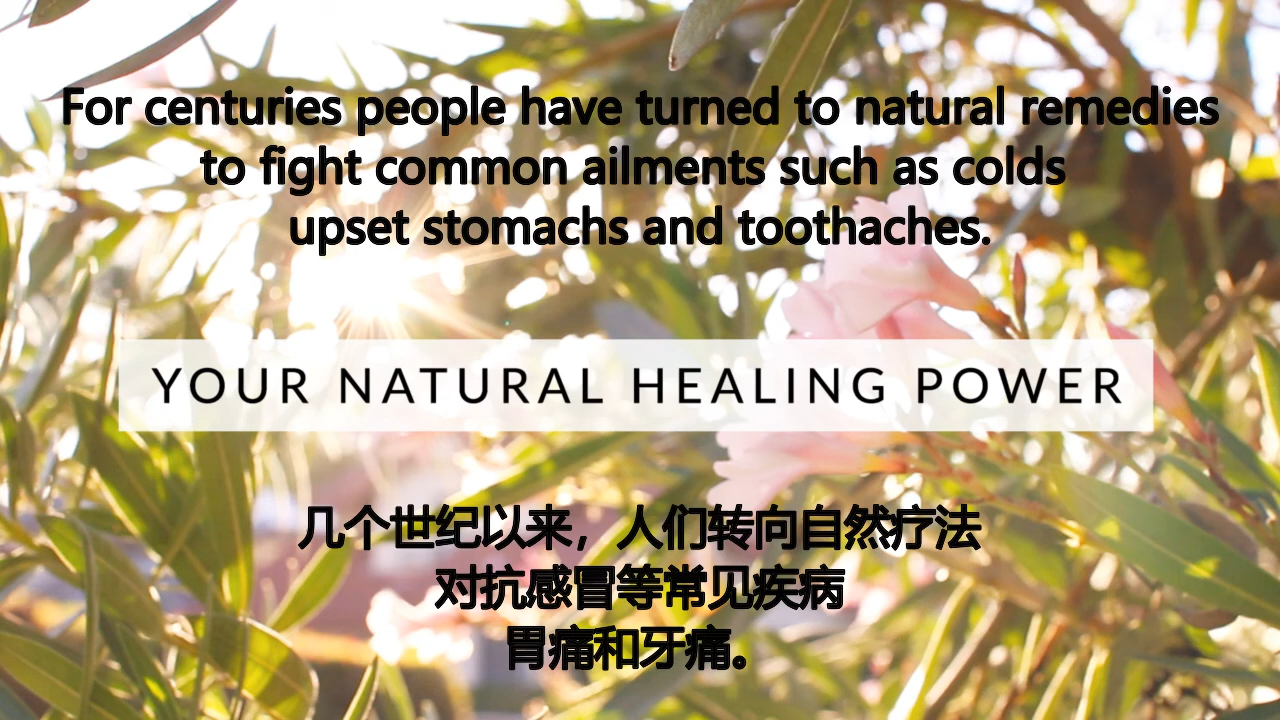 For centuries people have turned to natural remedies
to fight common ailments such as colds
upset stomachs and toothaches.
YOUR NATURAL HEALING POWER
几个世纪以来，人们转向自然疗法
对抗感冒等常见疾病
胃痛和牙痛。